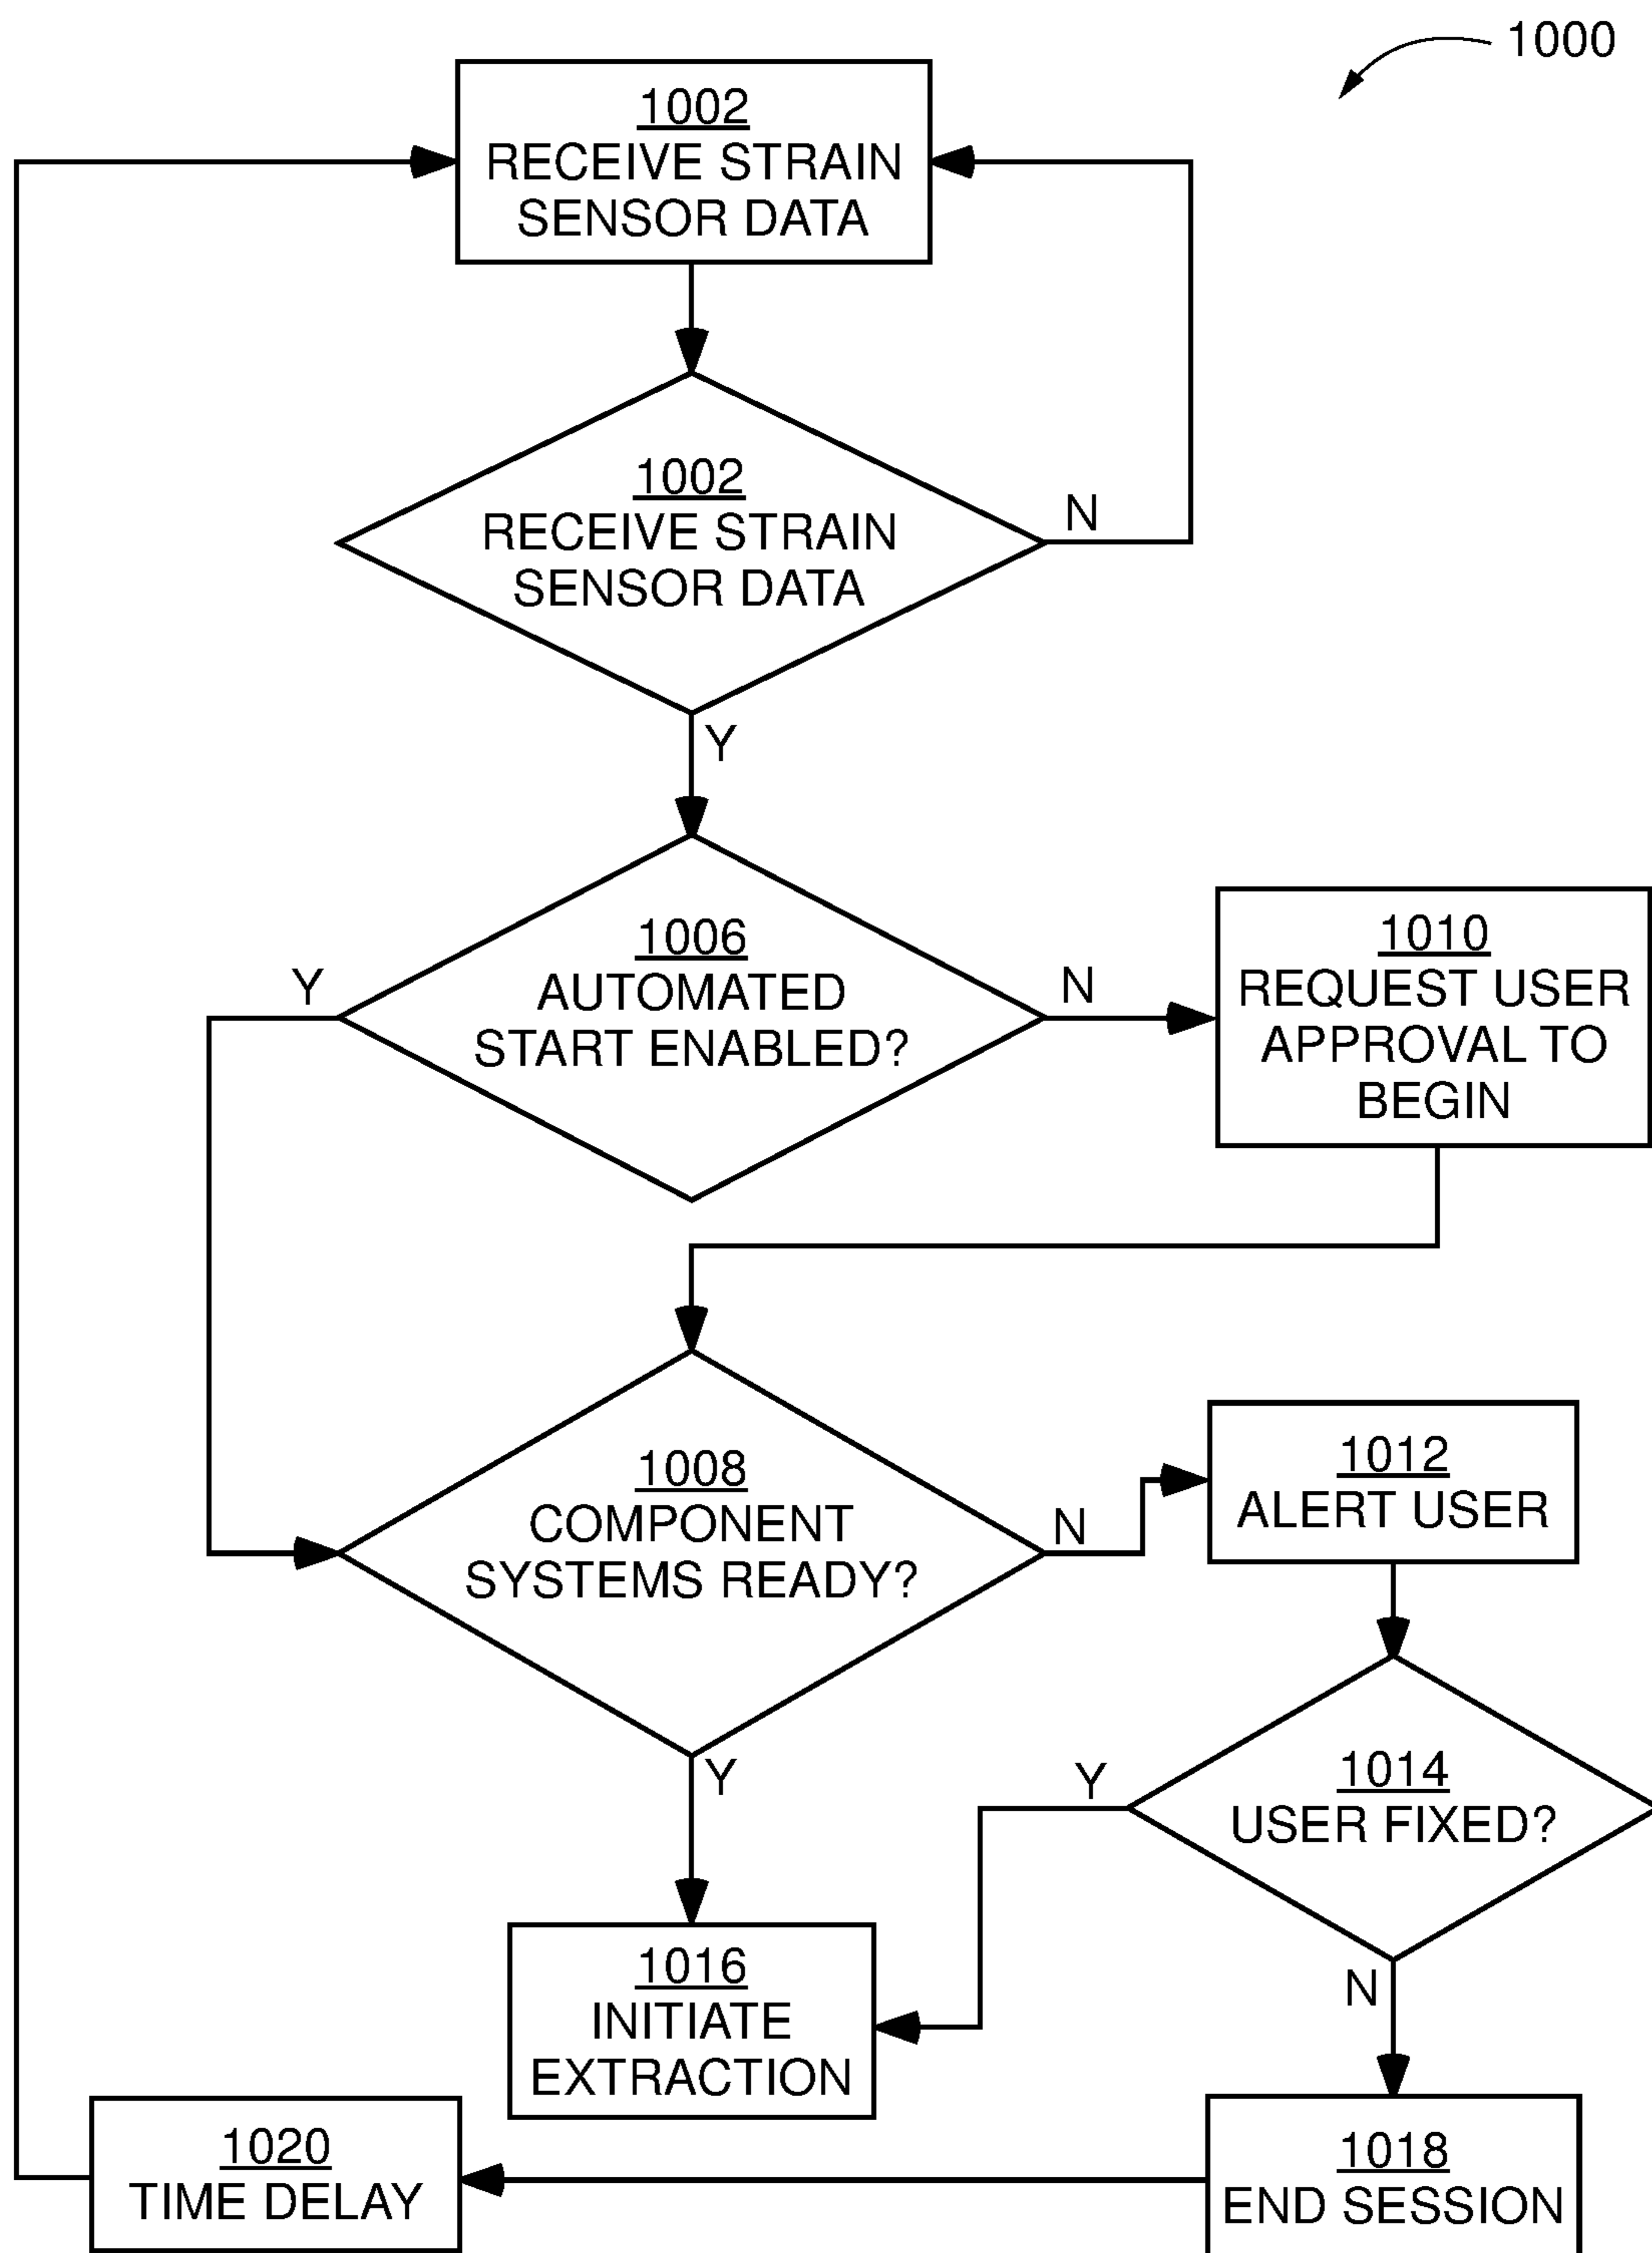 1000
1002
RECEIVE STRAIN
SENSOR DATA
1002
RECEIVE STRAIN
SENSOR DATA
N
Y
1006
AUTOMATED
START ENABLED?
Y
N
1010
REQUEST USER
APPROVAL TO
BEGIN
1008
COMPONENT
SYSTEMS READY?
N
Y
1012
ALERT USER
1014
USER FIXED?
Y
N
1016
INITIATE
EXTRACTION
1018
END SESSION
1020
TIME DELAY